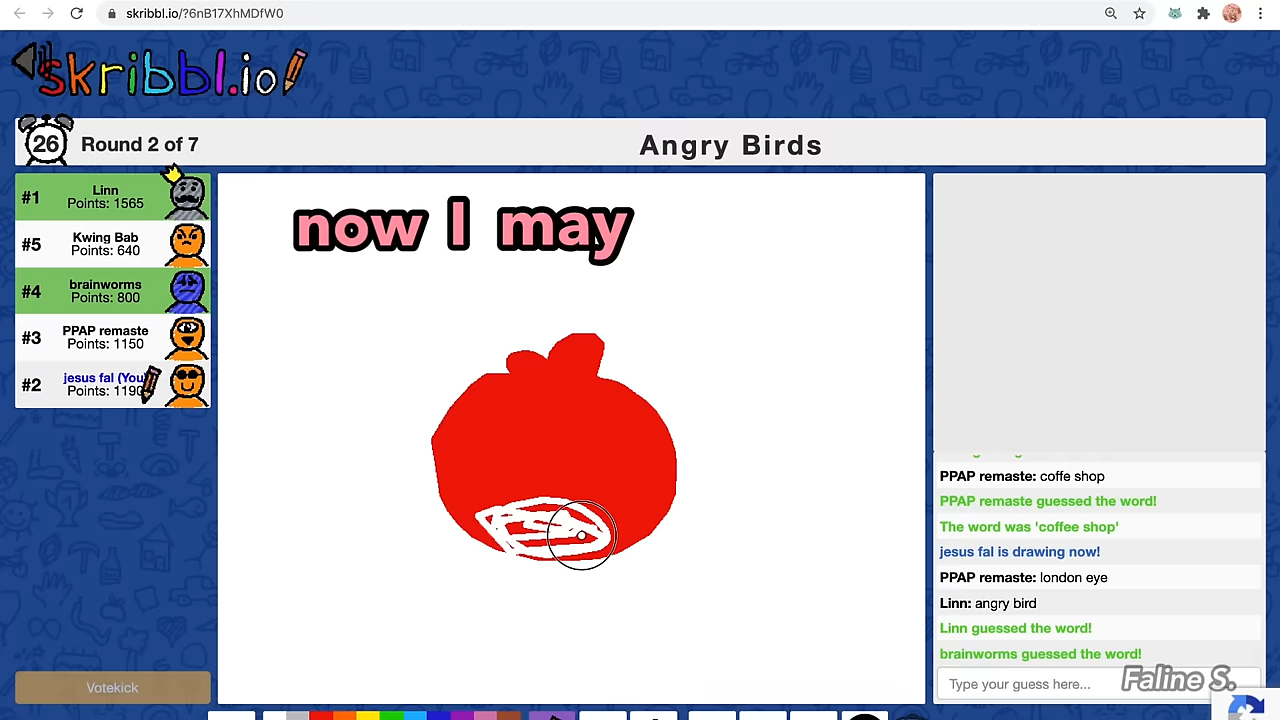 skribbl.io/?6nB17XhMDfW0
skribbl.io
26
Round 2 of 7
Angry Birds
#1
Linn
Points: 1565
#5
Kwing Bab
Points: 640
#4
brainworms
Points: 800
#3
PPAP remaste
Points: 1150
#2
jesus fal (You)
Points: 1190
now I may
PPAP remaste: coffe shop
PPAP remaste guessed the word!
The word was 'coffee shop'
jesus fal is drawing now!
PPAP remaste: london eye
Linn: angry bird
Linn guessed the word!
brainworms guessed the word!
Type your guess here...
Faline S.
Votekick